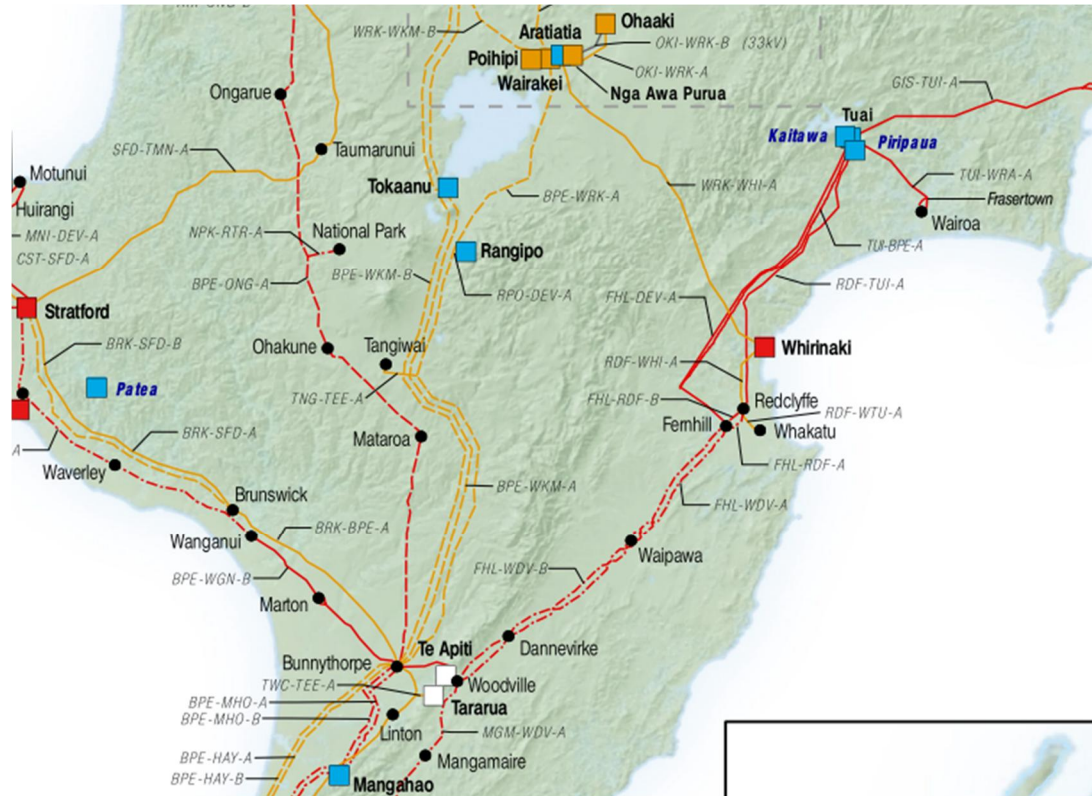 WRK-WKM-B
Ohaaki
Aratiatia
OKI-WRK-B (33kV)
Poihipi
OKI-WRK-A
Wairakei
Nga Awa Purua
GIS-TUI-A
Ongarue
Tuai
Kaitawa
Piripaua
SFD-TMN-A
Taumarunui
Motunui
TUI-WRA-A
Tokaanu
WRK-WHI-A
BPE-WRK-A
Frasertown
Huirangi
Wairoa
MNI-DEV-A
NPK-RTR-A
National Park
TUI-BPE-A
CST-SFD-A
Rangipo
BPE-ONG-A
BPE-WKM-B
RDF-TUI-A
RPO-DEV-A
FHL-DEV-A
Stratford
BRK-SFD-B
Ohakune
Tangiwai
Whirinaki
RDF-WHI-A
Patea
TNG-TEE-A
FHL-RDF-B
Redclyffe
RDF-WTU-A
BRK-SFD-A
Mataroa
Fernhill
Whakatu
A
FHL-RDF-A
Waverley
BPE-WKM-A
Brunswick
FHL-WDV-A
BRK-BPE-A
Wanganui
Waipawa
BPE-WGN-B
FHL-WDV-B
Marton
Te Apiti
Dannevirke
Bunnythorpe
TWC-TEE-A
Woodville
BPE-MHO-A
Tararua
BPE-MHO-B
Linton
MGM-WDV-A
BPE-HAY-A
Mangamaire
BPE-HAY-B
Mangahao